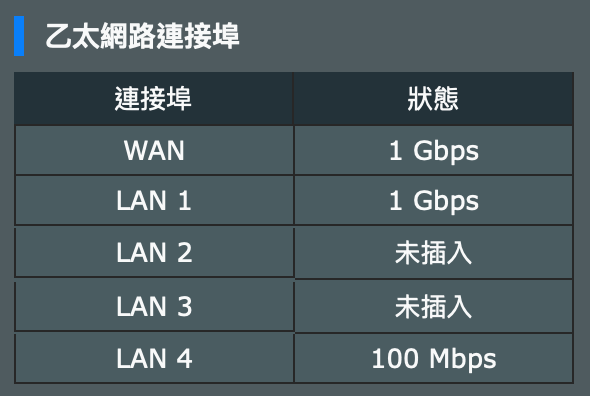 乙太網路連接埠
連接埠 狀態
WAN 1 Gbps
LAN 1 1 Gbps
LAN 2 未插入
LAN 3 未插入
LAN 4 100 Mbps